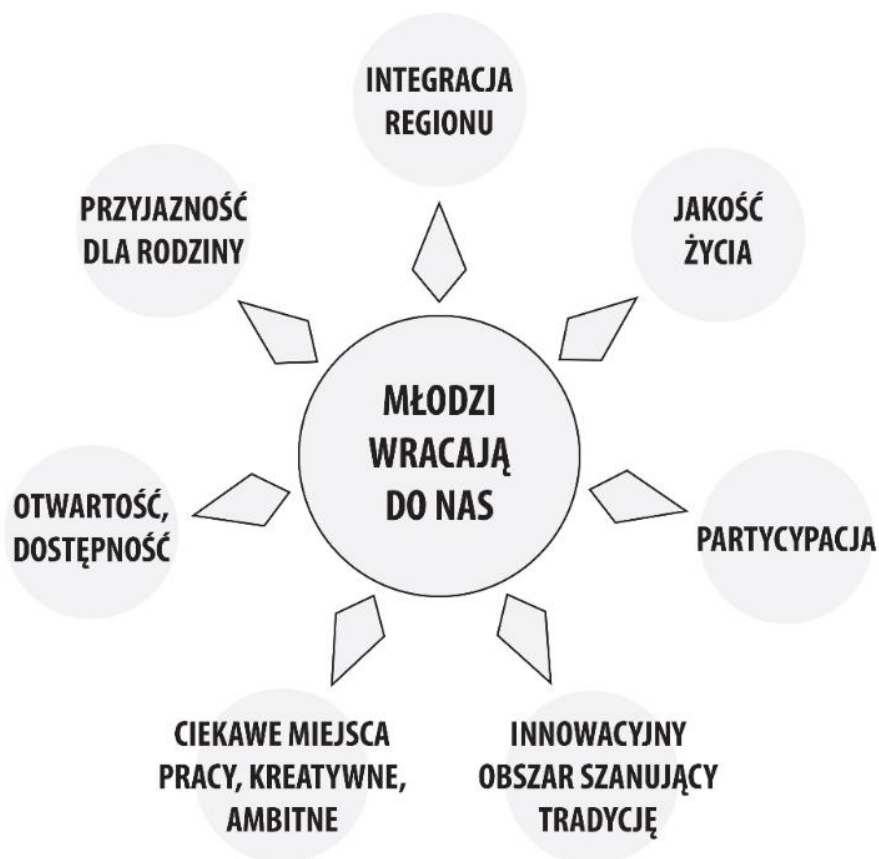 INTEGRACJA
REGIONU
PRZYJAZNOŚĆ
DLA RODZINY
JAKOŚĆ
ŻYCIA
MŁODZI
WRACAJĄ
DO NAS
OTWARTOŚĆ,
DOSTĘPNOŚĆ
PARTYCYPACJA
CIEKAWE MIEJSCA
PRACY, KREATYWNE,
AMBITNE
INNOWACYJNY
OBSZAR SZANUJĄCY
TRADYCJĘ